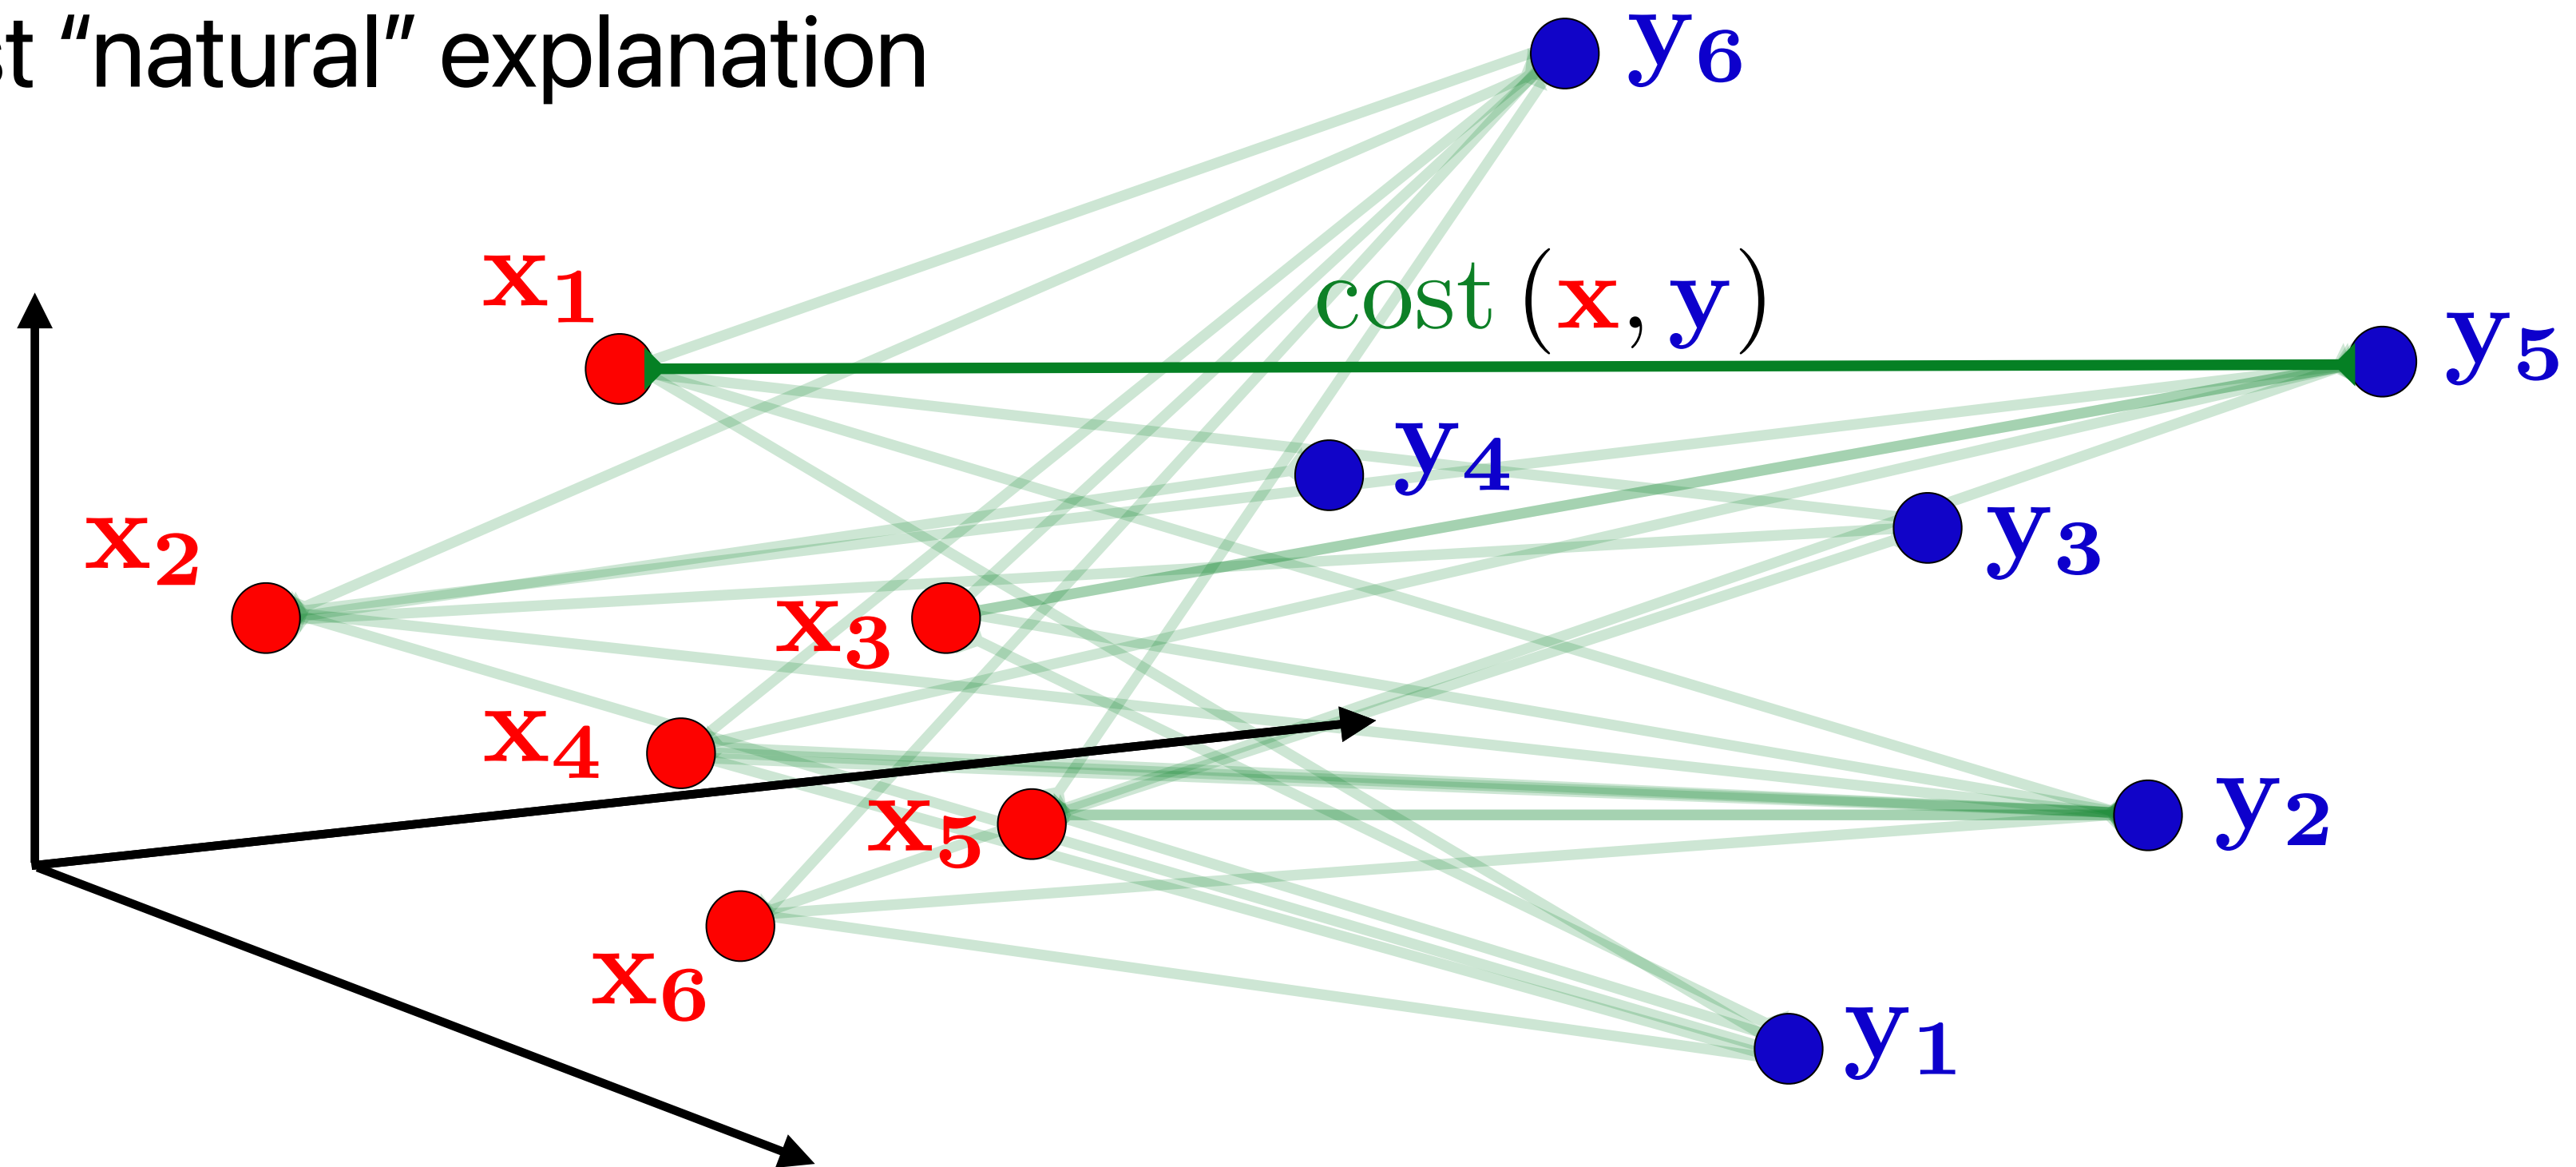 “natural” explanation
y₆
x₁
cost (x, y)
y₅
y₄
x₂
y₃
x₃
x₄
y₂
x₅
x₆
y₁